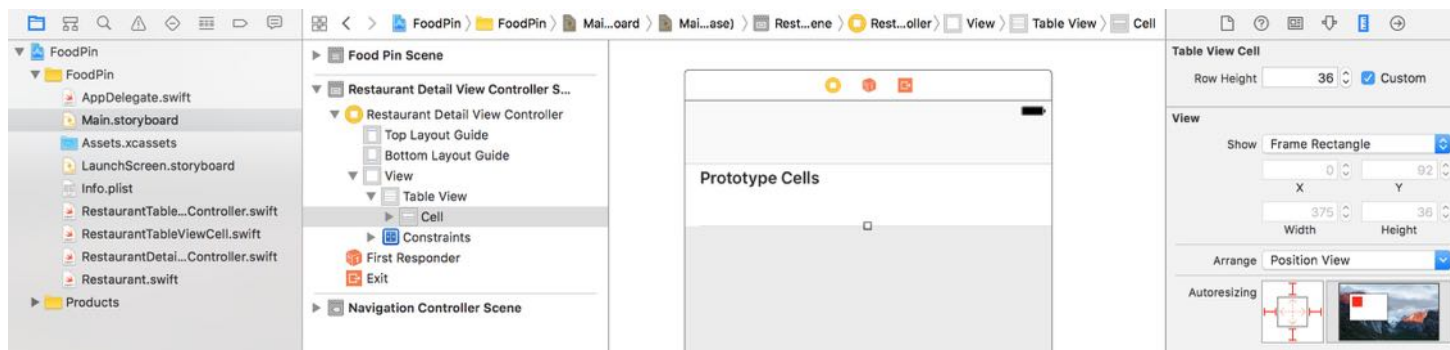 FoodPin
FoodPin
AppDelegate.swift
Main.storyboard
Assets.xcassets
LaunchScreen.storyboard
Info.plist
RestaurantTable...Controller.swift
RestaurantTableViewCell.swift
RestaurantDetai...Controller.swift
Restaurant.swift
Products
FoodPin FoodPin Mai...oard Mai...ase) Rest...ene Rest...oller View Table View Cell
Food Pin Scene
Restaurant Detail View Controller S...
Restaurant Detail View Controller
Top Layout Guide
Bottom Layout Guide
View
Table View
Cell
Constraints
First Responder
Exit
Navigation Controller Scene
Prototype Cells
Table View Cell
Row Height 36 Custom
View
Show Frame Rectangle
0 92
X Y
375 36
Width Height
Arrange Position View
Autoresizing